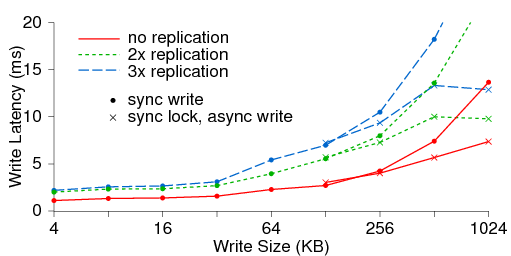 20
15
10
5
0
Write Latency (ms)
no replication
2x replication
3x replication
sync write
sync lock, async write
4 16 64 256 1024
Write Size (KB)